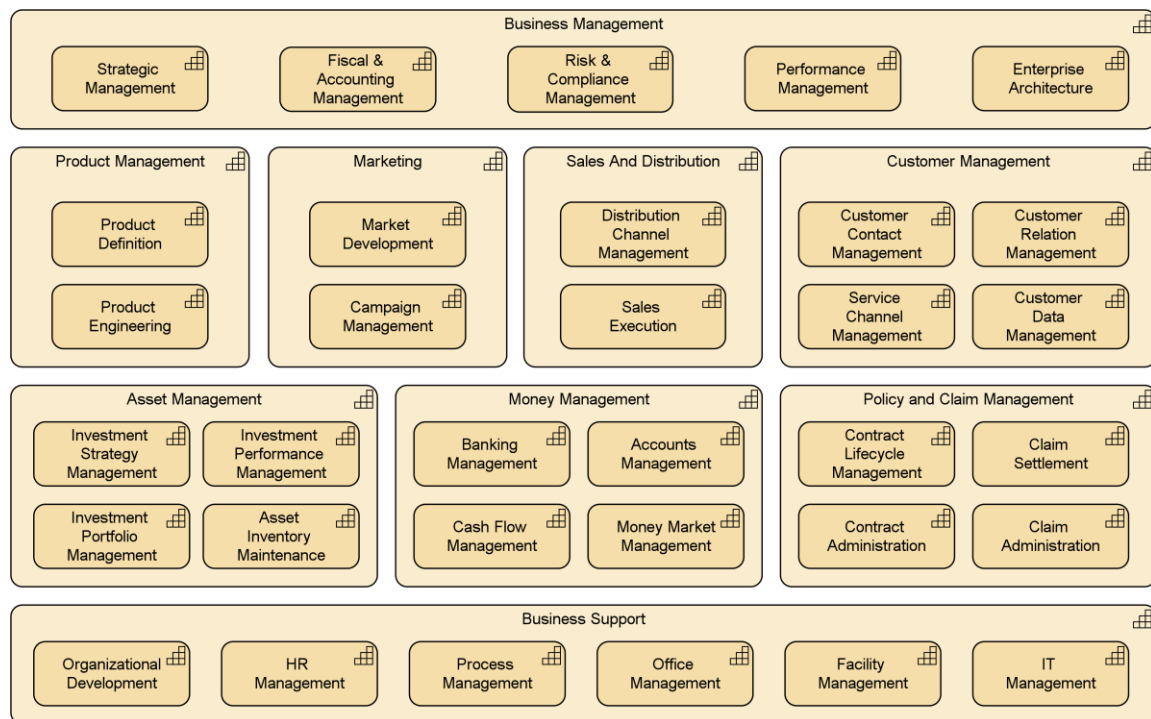 Business Management
Strategic
Management
Fiscal &
Accounting
Management
Risk &
Compliance
Management
Performance
Management
Enterprise
Architecture
Product Management
Product
Definition
Product
Engineering
Marketing
Market
Development
Campaign
Management
Sales And Distribution
Distribution
Channel
Management
Sales
Execution
Customer Management
Customer
Contact
Management
Customer
Relation
Management
Service
Channel
Management
Customer
Data
Management
Asset Management
Investment
Strategy
Management
Investment
Performance
Management
Investment
Portfolio
Management
Asset
Inventory
Maintenance
Money Management
Banking
Management
Accounts
Management
Cash Flow
Management
Money Market
Management
Policy and Claim Management
Contract
Lifecycle
Management
Claim
Settlement
Contract
Administration
Claim
Administration
Business Support
Organizational
Development
HR
Management
Process
Management
Office
Management
Facility
Management
IT
Management